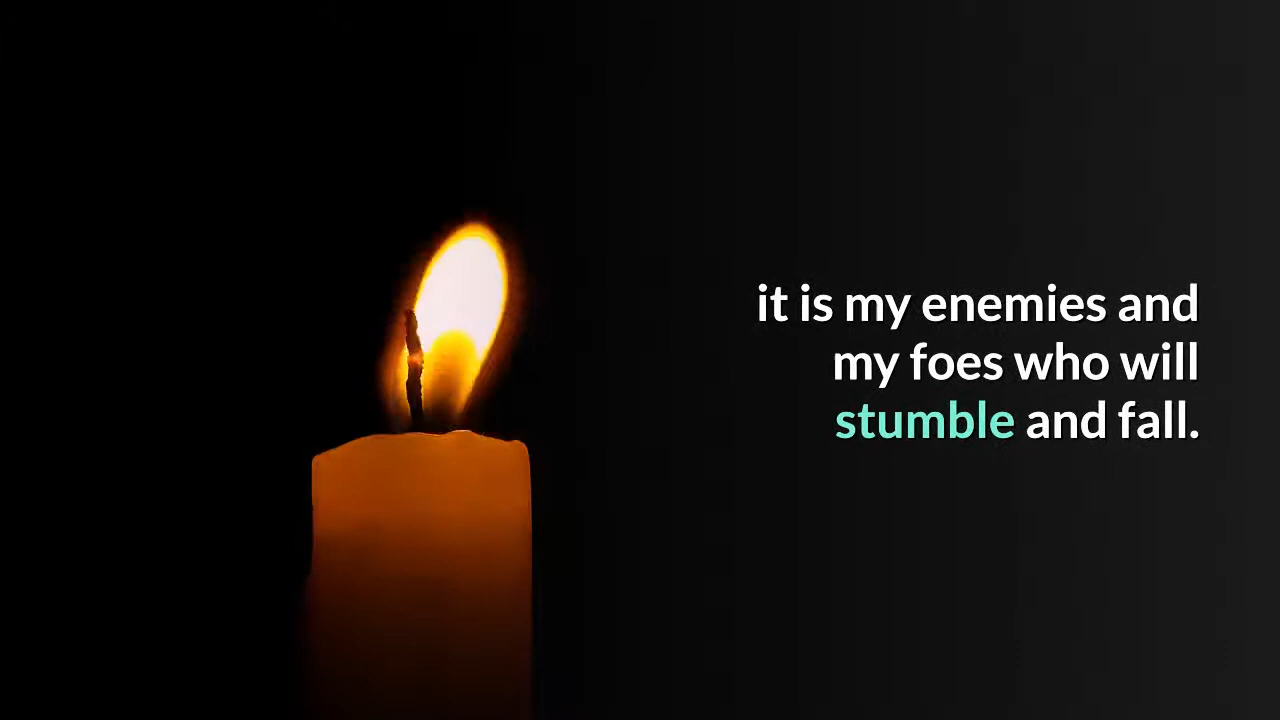 it is my enemies and
my foes who will
stumble and fall.